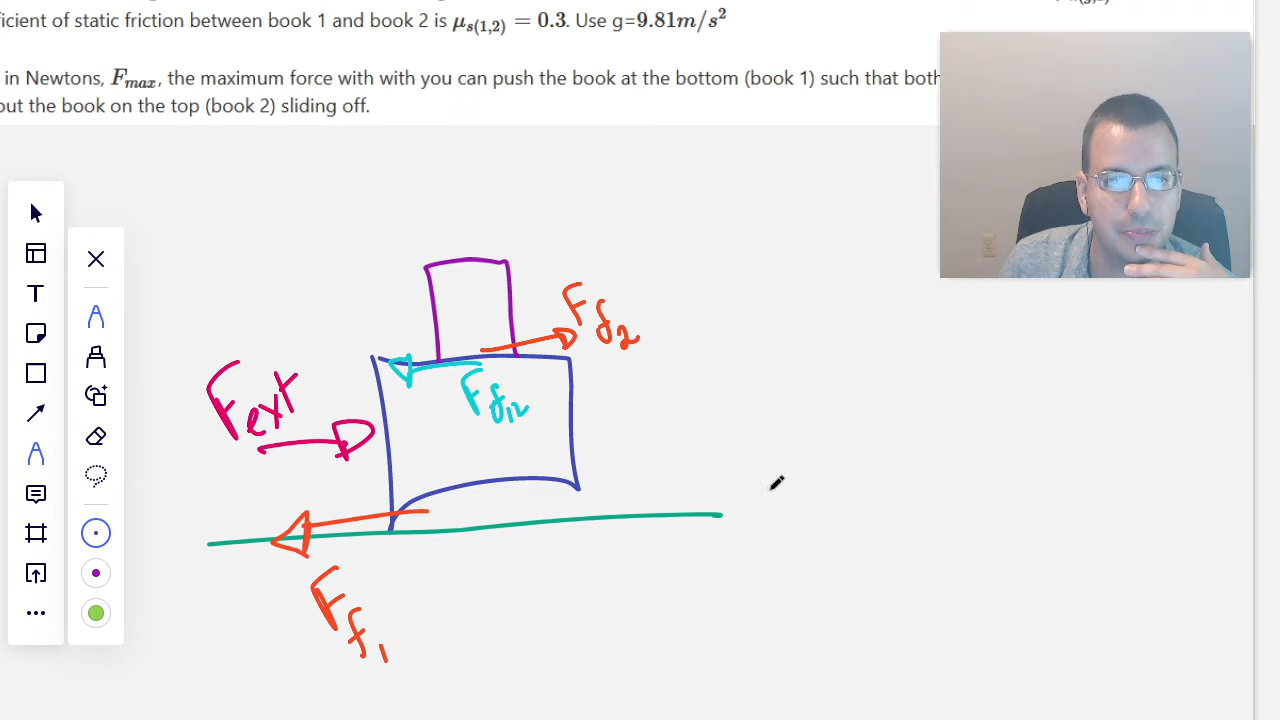 ficient of static friction between book 1 and book 2 is μs(1,2) = 0.3. Use g=9.81m/s²
in Newtons, Fmax, the maximum force with with you can push the book at the bottom (book 1) such that both
out the book on the top (book 2) sliding off.
Ff2
Fext
Ff12
Ff1
T